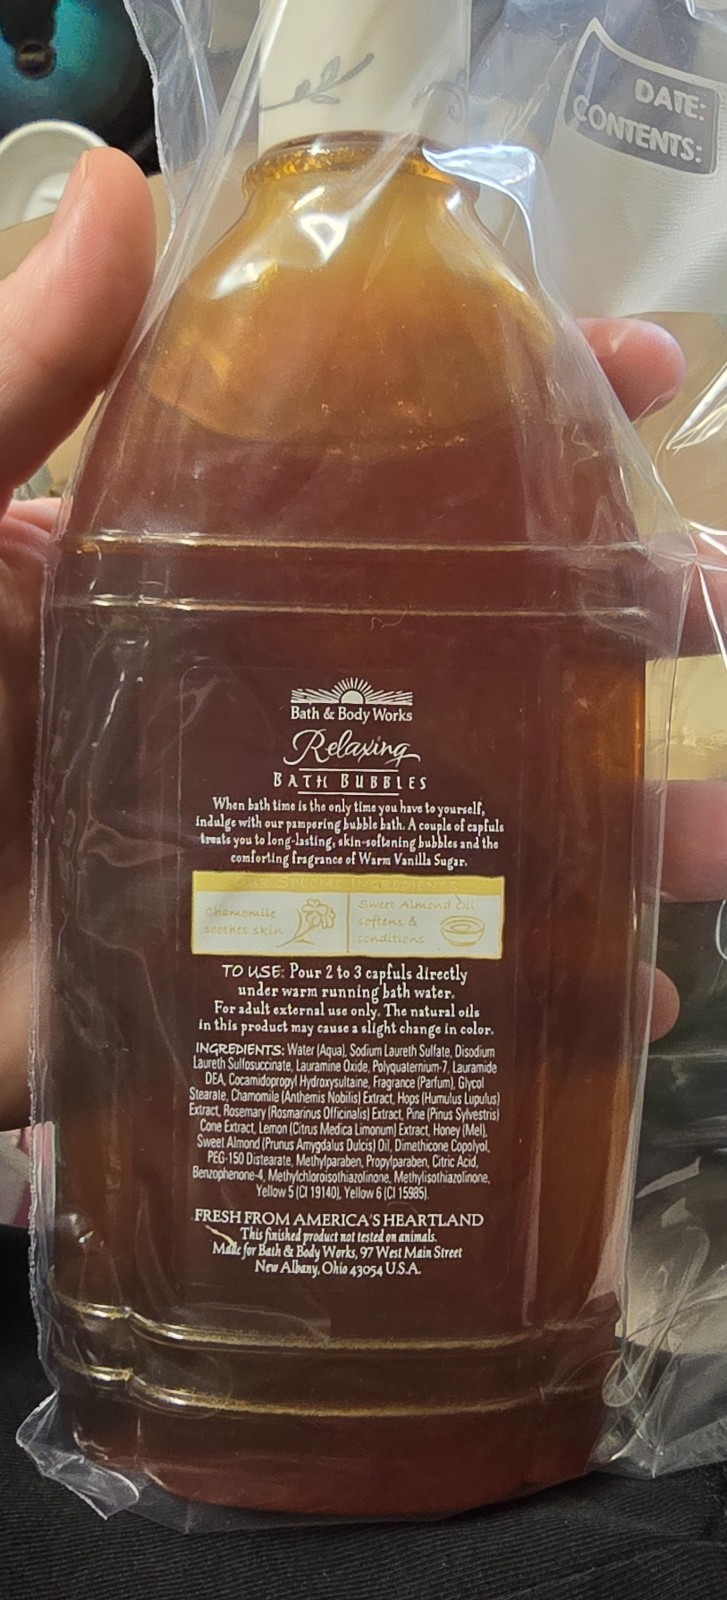 DATE:
CONTENTS:
Bath & Body Works
Relaxing
BATH BUBBLES
When bath time is the only time you have to yourself,
indulge with our pampering bubble bath. A couple of capfuls
treats you to long-lasting, skin-softening bubbles and the
comforting fragrance of Warm Vanilla Sugar.
OUR SPECIAL INGREDIENTS
Chamomile
soothes skin
Sweet Almond Oil
softens &
conditions
TO USE: Pour 2 to 3 capfuls directly
under warm running bath water.
For adult external use only. The natural oils
in this product may cause a slight change in color.
INGREDIENTS: Water (Aqua), Sodium Laureth Sulfate, Disodium
Laureth Sulfosuccinate, Lauramine Oxide, Polyquaternium-7, Lauramide
DEA, Cocamidopropyl Hydroxysultaine, Fragrance (Parfum), Glycol
Stearate, Chamomile (Anthemis Nobilis) Extract, Hops (Humulus Lupulus)
Extract, Rosemary (Rosmarinus Officinalis) Extract, Pine (Pinus Sylvestris)
Cone Extract, Lemon (Citrus Medica Limonum) Extract, Honey (Mel),
Sweet Almond (Prunus Amygdalus Dulcis) Oil, Dimethicone Copolyol,
PEG-150 Distearate, Methylparaben, Propylparaben, Citric Acid,
Benzophenone-4, Methylchloroisothiazolinone, Methylisothiazolinone,
Yellow 5 (CI 19140), Yellow 6 (CI 15985).
FRESH FROM AMERICA'S HEARTLAND
This finished product not tested on animals.
Made for Bath & Body Works, 97 West Main Street
New Albany, Ohio 43054 U.S.A.